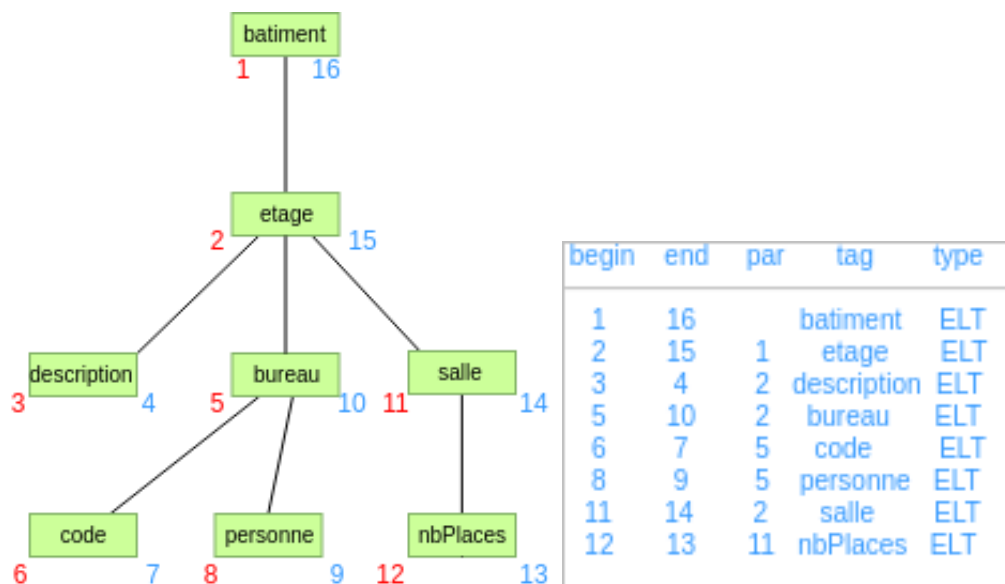 batiment
1 16
etage
2 15
description bureau salle
3 4 5 10 11 14
code personne nbPlaces
6 7 8 9 12 13
begin end par tag type
1 16 batiment ELT
2 15 1 etage ELT
3 4 2 description ELT
5 10 2 bureau ELT
6 7 5 code ELT
8 9 5 personne ELT
11 14 2 salle ELT
12 13 11 nbPlaces ELT